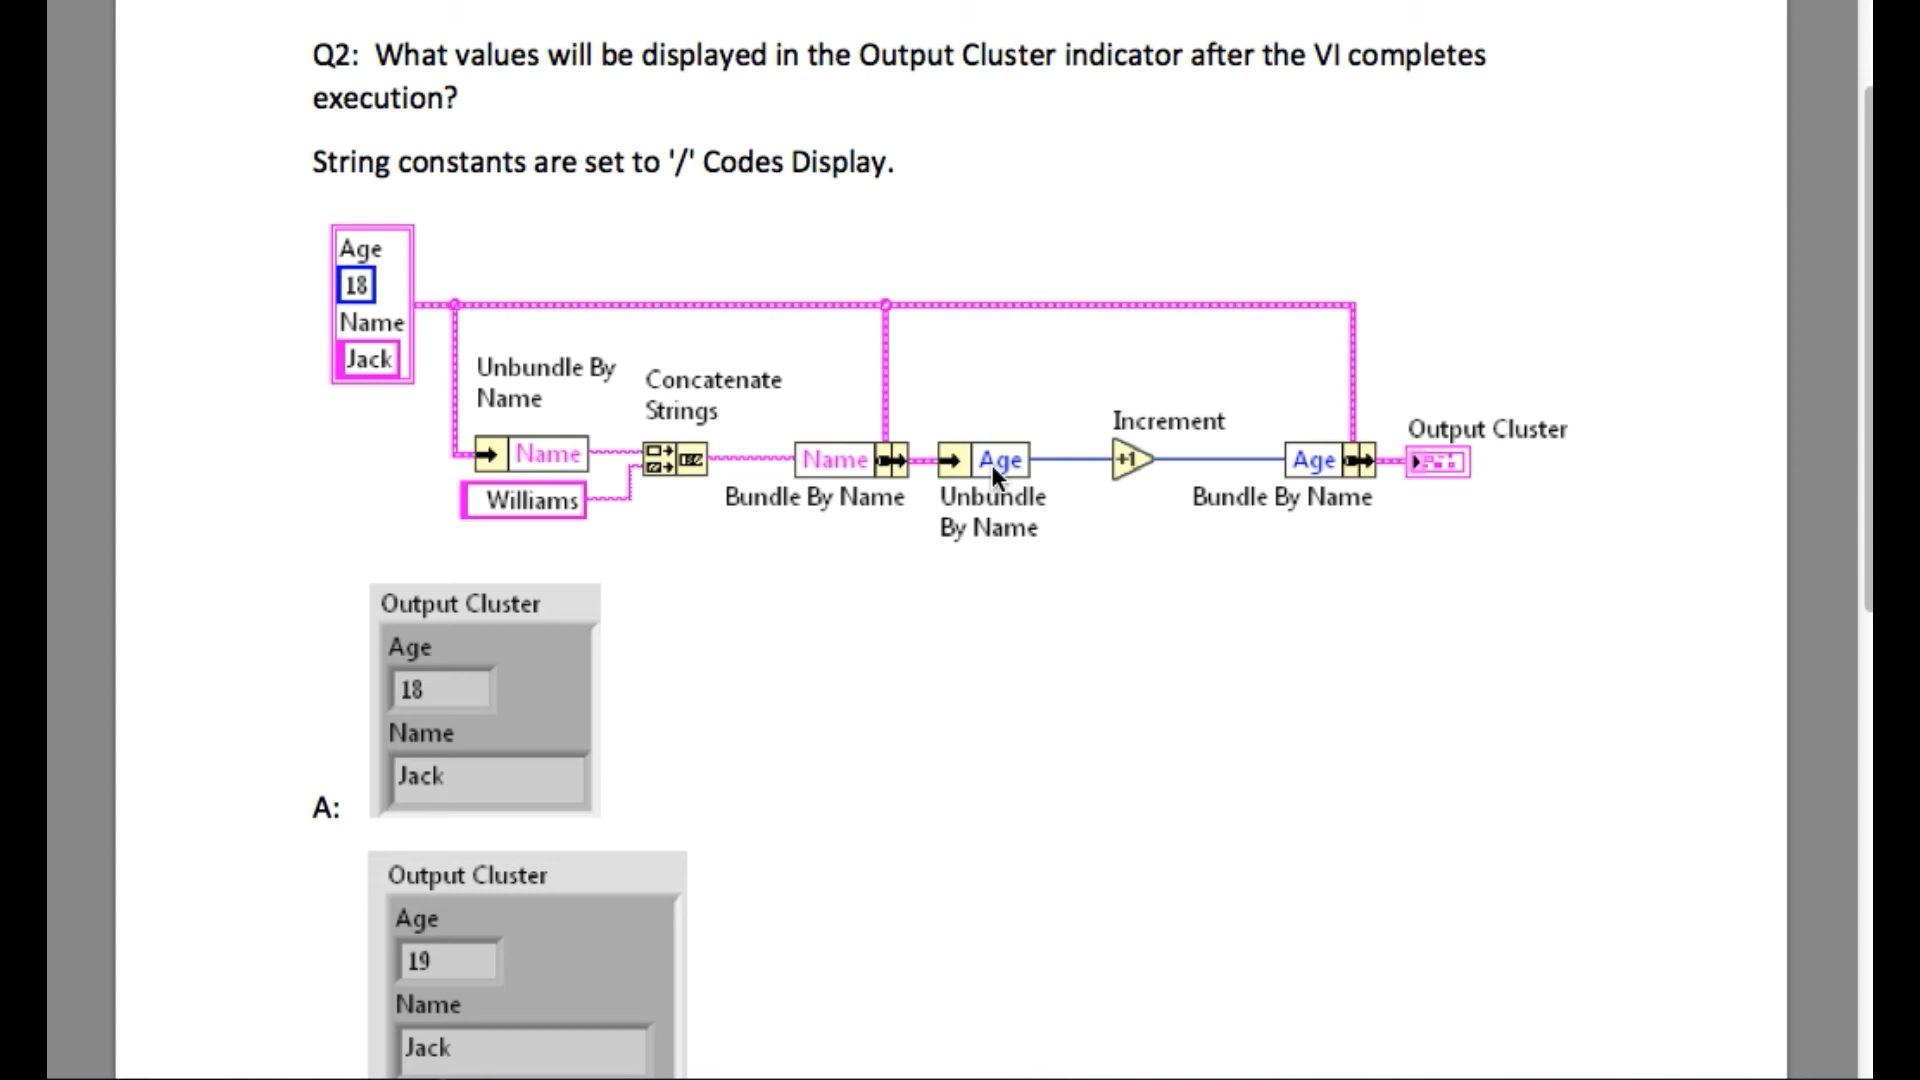 Q2:  What values will be displayed in the Output Cluster indicator after the VI completes
execution?
String constants are set to '/' Codes Display.
Age
18
Name
Jack
Unbundle By
Name
Concatenate
Strings
Increment
Output Cluster
Name
Name
Age
+1
Age
Williams
Bundle By Name
Unbundle
By Name
Bundle By Name
Output Cluster
Age
18
Name
Jack
A:
Output Cluster
Age
19
Name
Jack